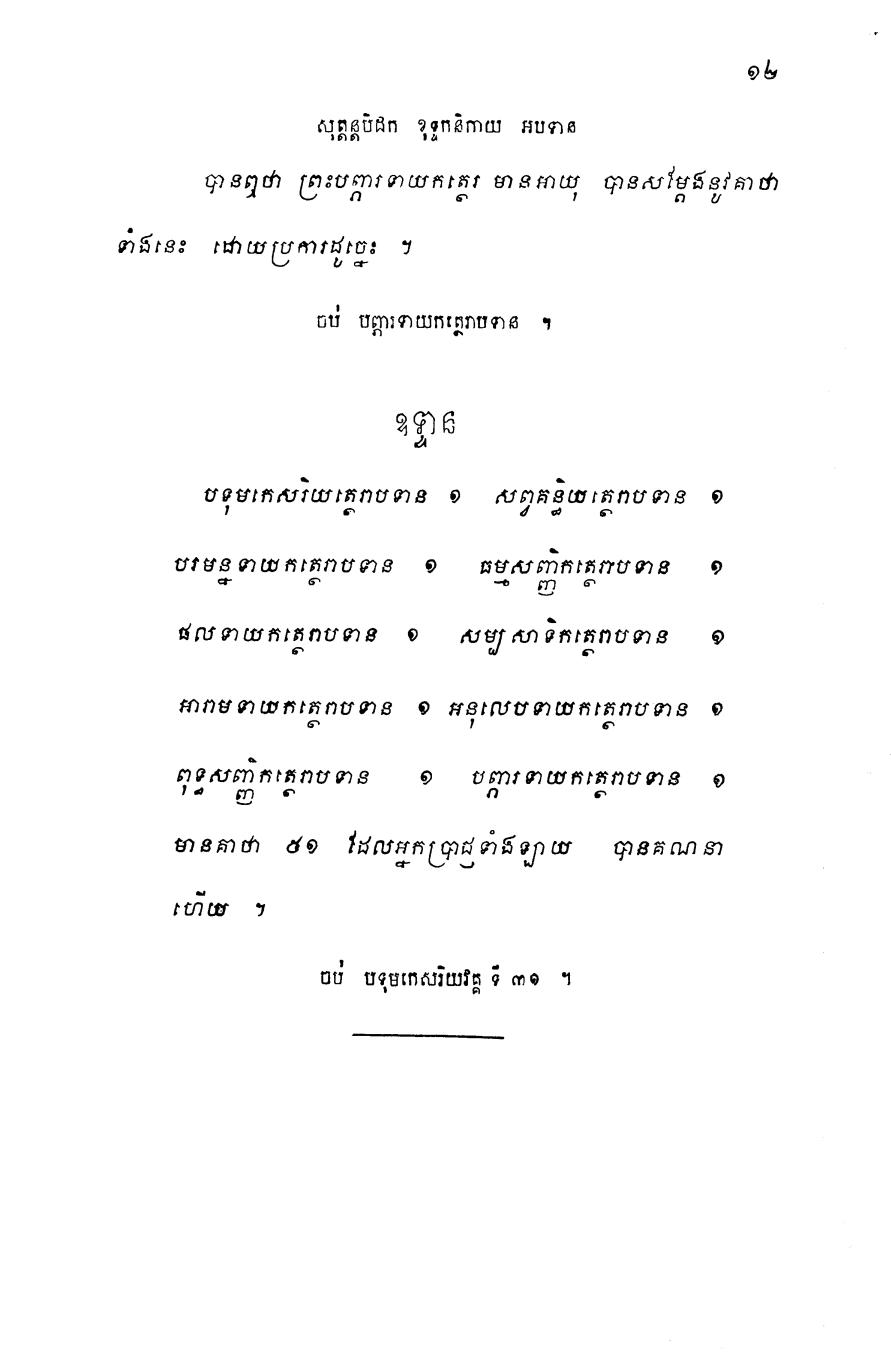 ១២
សុត្តន្តបិដក ខុទ្ទកនិកាយ អបទាន
បានឮថា ព្រះបញ្ហារទាយកត្ថេរ មានអាយុ បានសម្ដែងនូវគាថា
ទាំងនេះ ដោយប្រការដូច្នេះ ។
ចប់ បញ្ហារទាយកត្ថេរាបទាន ។
ឧទ្ទាន
បទុមកេសរិយត្ថេរាបទាន ១ សព្វគន្ធិយត្ថេរាបទាន ១
បរមន្នទាយកត្ថេរាបទាន ១ ធម្មសញ្ញិកត្ថេរាបទាន ១
ផលទាយកត្ថេរាបទាន ១ សម្បសាទិកត្ថេរាបទាន ១
អារាមទាយកត្ថេរាបទាន ១ អនុលេបទាយកត្ថេរាបទាន ១
ពុទ្ធសញ្ញិកត្ថេរាបទាន ១ បព្ភារទាយកត្ថេរាបទាន ១
មានគាថា ៥១ ដែលអ្នកប្រាជ្ញទាំងឡាយ បានគណនា
ហើយ ។
ចប់ បទុមកេសរិយវគ្គ ទី ៣១ ។